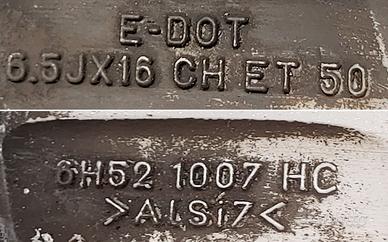 E-DOT
6.5JX16 CH ET 50
6H52 1007 HC
>AlSi7<